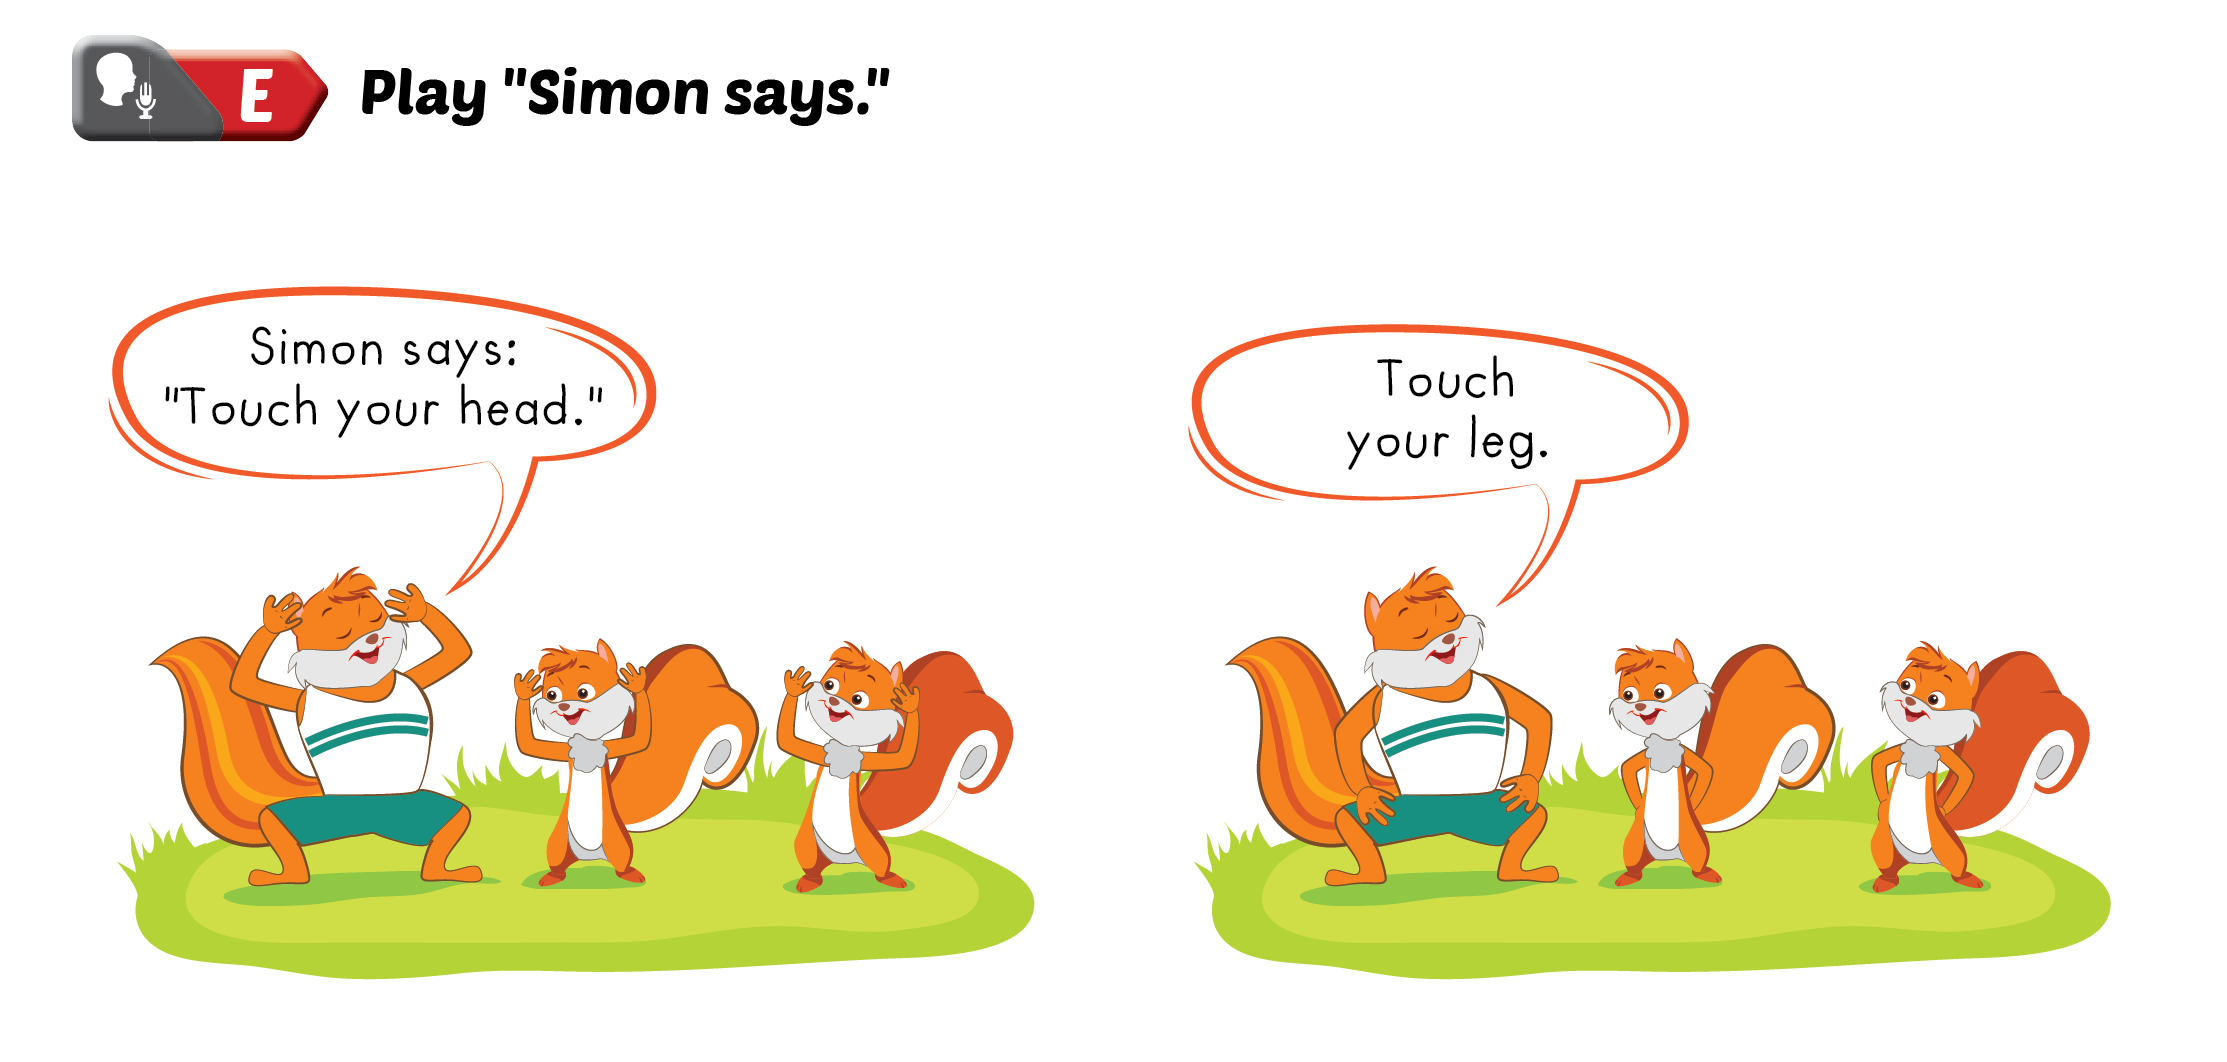 E
Play "Simon says."
Simon says:
"Touch your head."
Touch
your leg.